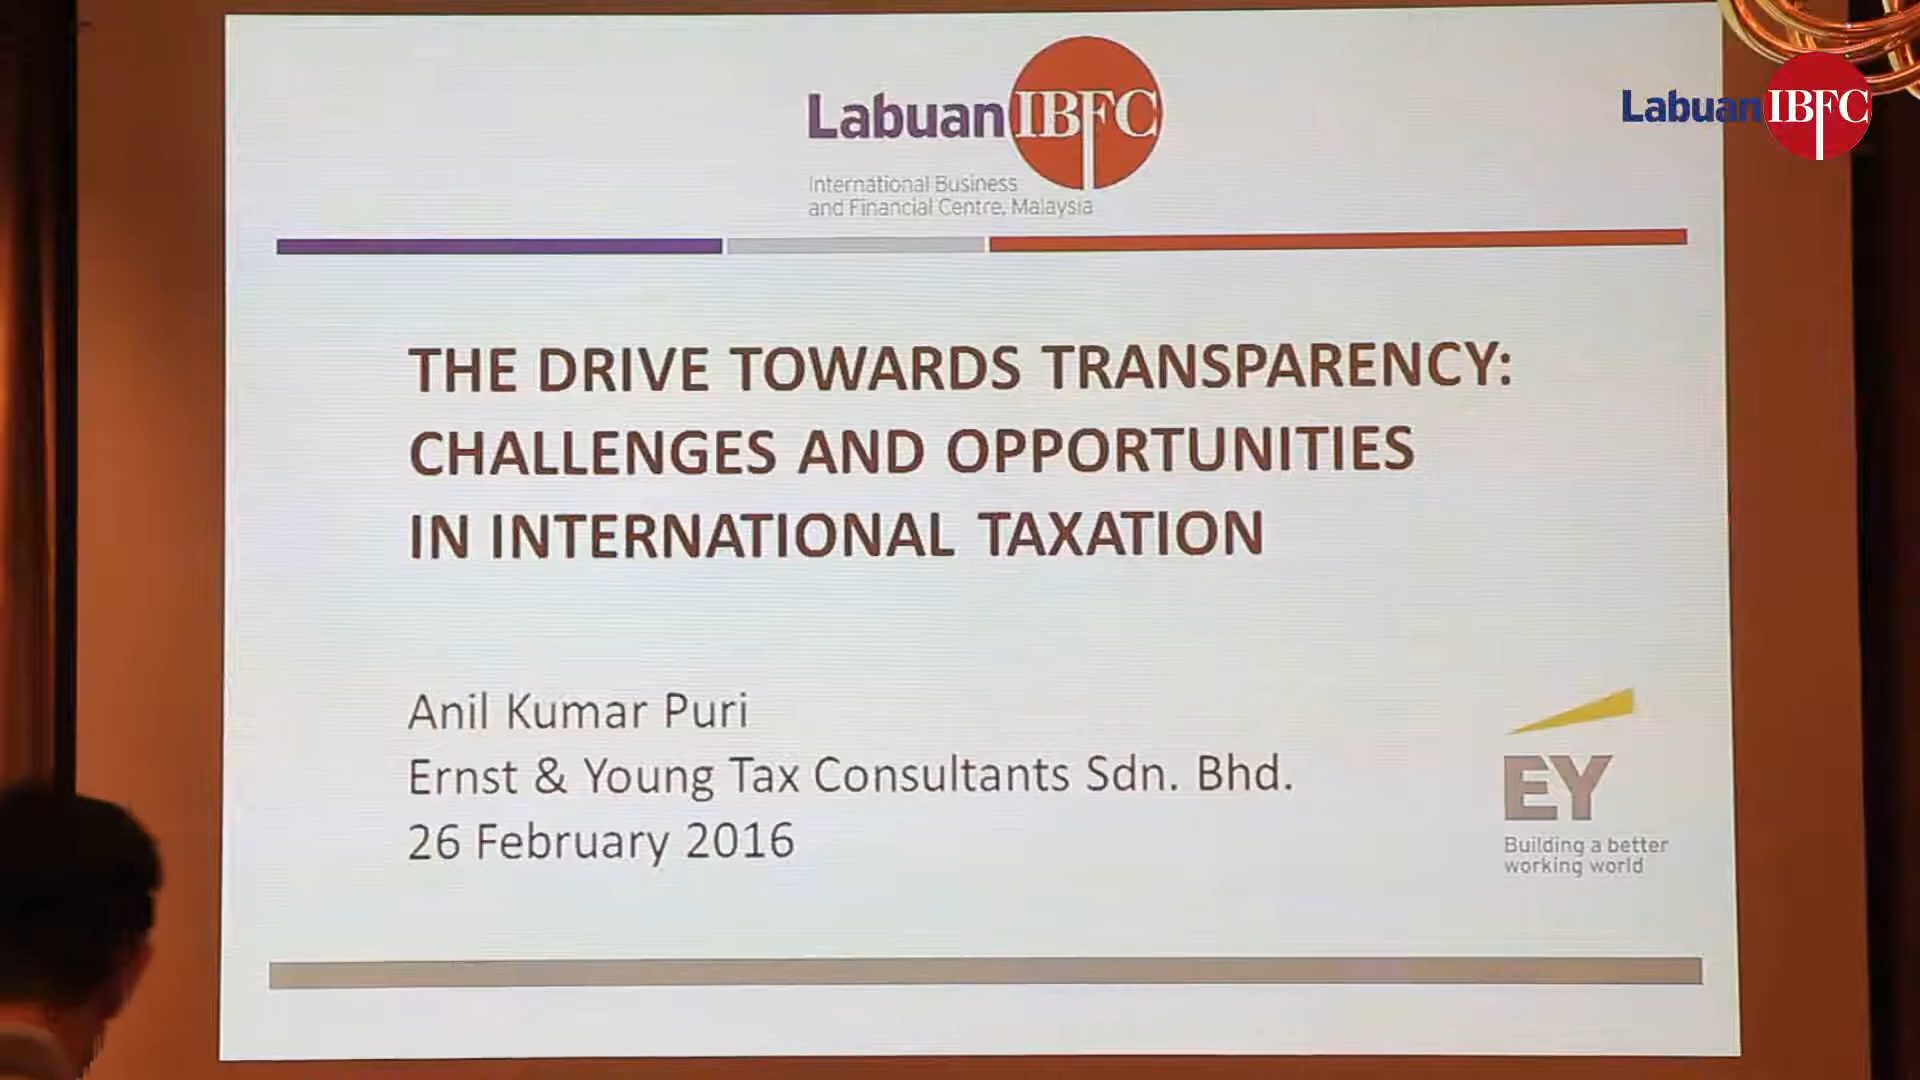 Labuan IBFC
International Business
and Financial Centre, Malaysia
Labuan IBFC
THE DRIVE TOWARDS TRANSPARENCY:
CHALLENGES AND OPPORTUNITIES
IN INTERNATIONAL TAXATION
Anil Kumar Puri
Ernst & Young Tax Consultants Sdn. Bhd.
26 February 2016
EY
Building a better
working world